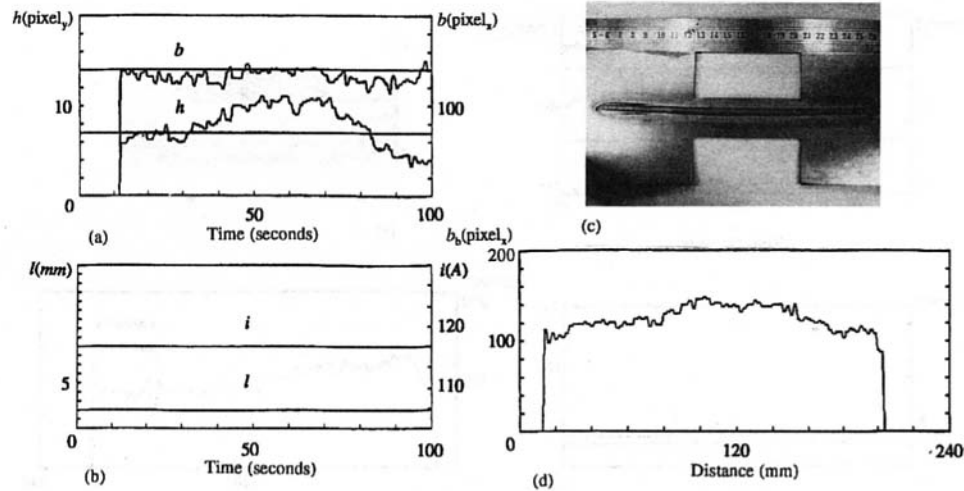 h(pixel_y)
b(pixel_x)
b
h
10
100
0
50
100
Time (seconds)
(a)
(c)
l(mm)
i(A)
i
120
l
5
110
0
50
100
Time (seconds)
(b)
b_b(pixel_x)
200
100
0
120
240
Distance (mm)
(d)